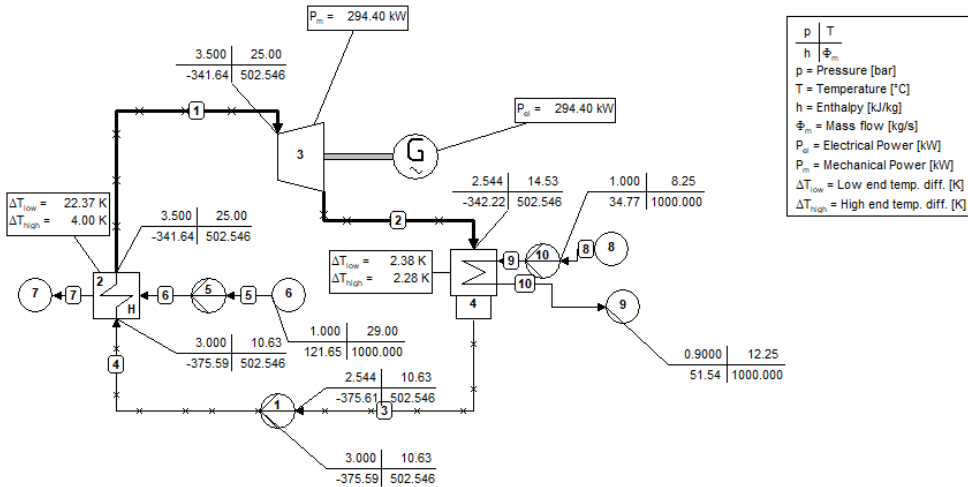 P_m = 294.40 kW
3.500 25.00
-341.64 502.546
p T
h Φ_m
p = Pressure [bar]
T = Temperature [°C]
h = Enthalpy [kJ/kg]
Φ_m = Mass flow [kg/s]
P_el = Electrical Power [kW]
P_m = Mechanical Power [kW]
ΔT_low = Low end temp. diff. [K]
ΔT_high = High end temp. diff. [K]
1
P_el = 294.40 kW
3
G
~
2.544 14.53
-342.22 502.546
1.000 8.25
34.77 1000.000
ΔT_low = 22.37 K
ΔT_high = 4.00 K
3.500 25.00
-341.64 502.546
2
9
10
8
8
ΔT_low = 2.38 K
ΔT_high = 2.28 K
10
2
H
7
7
6
5
5
6
4
9
1.000 29.00
121.65 1000.000
3.000 10.63
-375.59 502.546
4
0.9000 12.25
51.54 1000.000
2.544 10.63
-375.61 502.546
1
3
3.000 10.63
-375.59 502.546